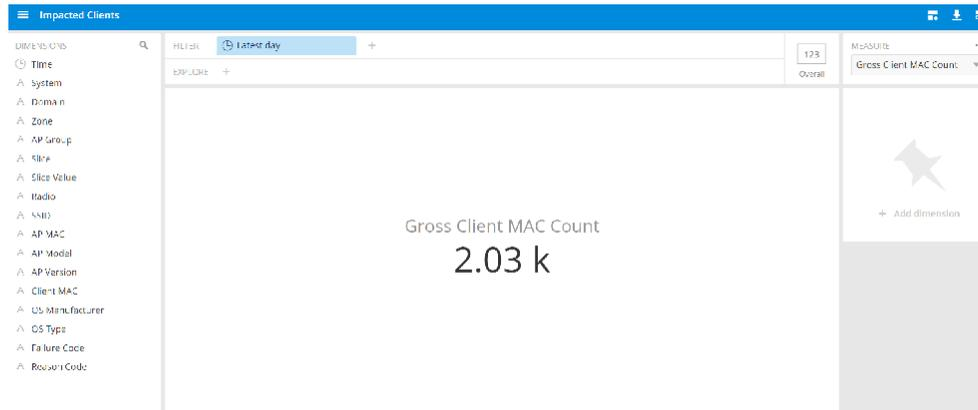 Impacted Clients
DIMENSIONS
Time
System
Domain
Zone
AP Group
Slice
Slice Value
Radio
SSID
AP MAC
AP Model
AP Version
Client MAC
OS Manufacturer
OS Type
Failure Code
Reason Code
FILTER
Latest day
+
EXPLORE
+
123
Overall
Gross Client MAC Count
2.03 k
MEASURE
Gross Client MAC Count
+ Add dimension